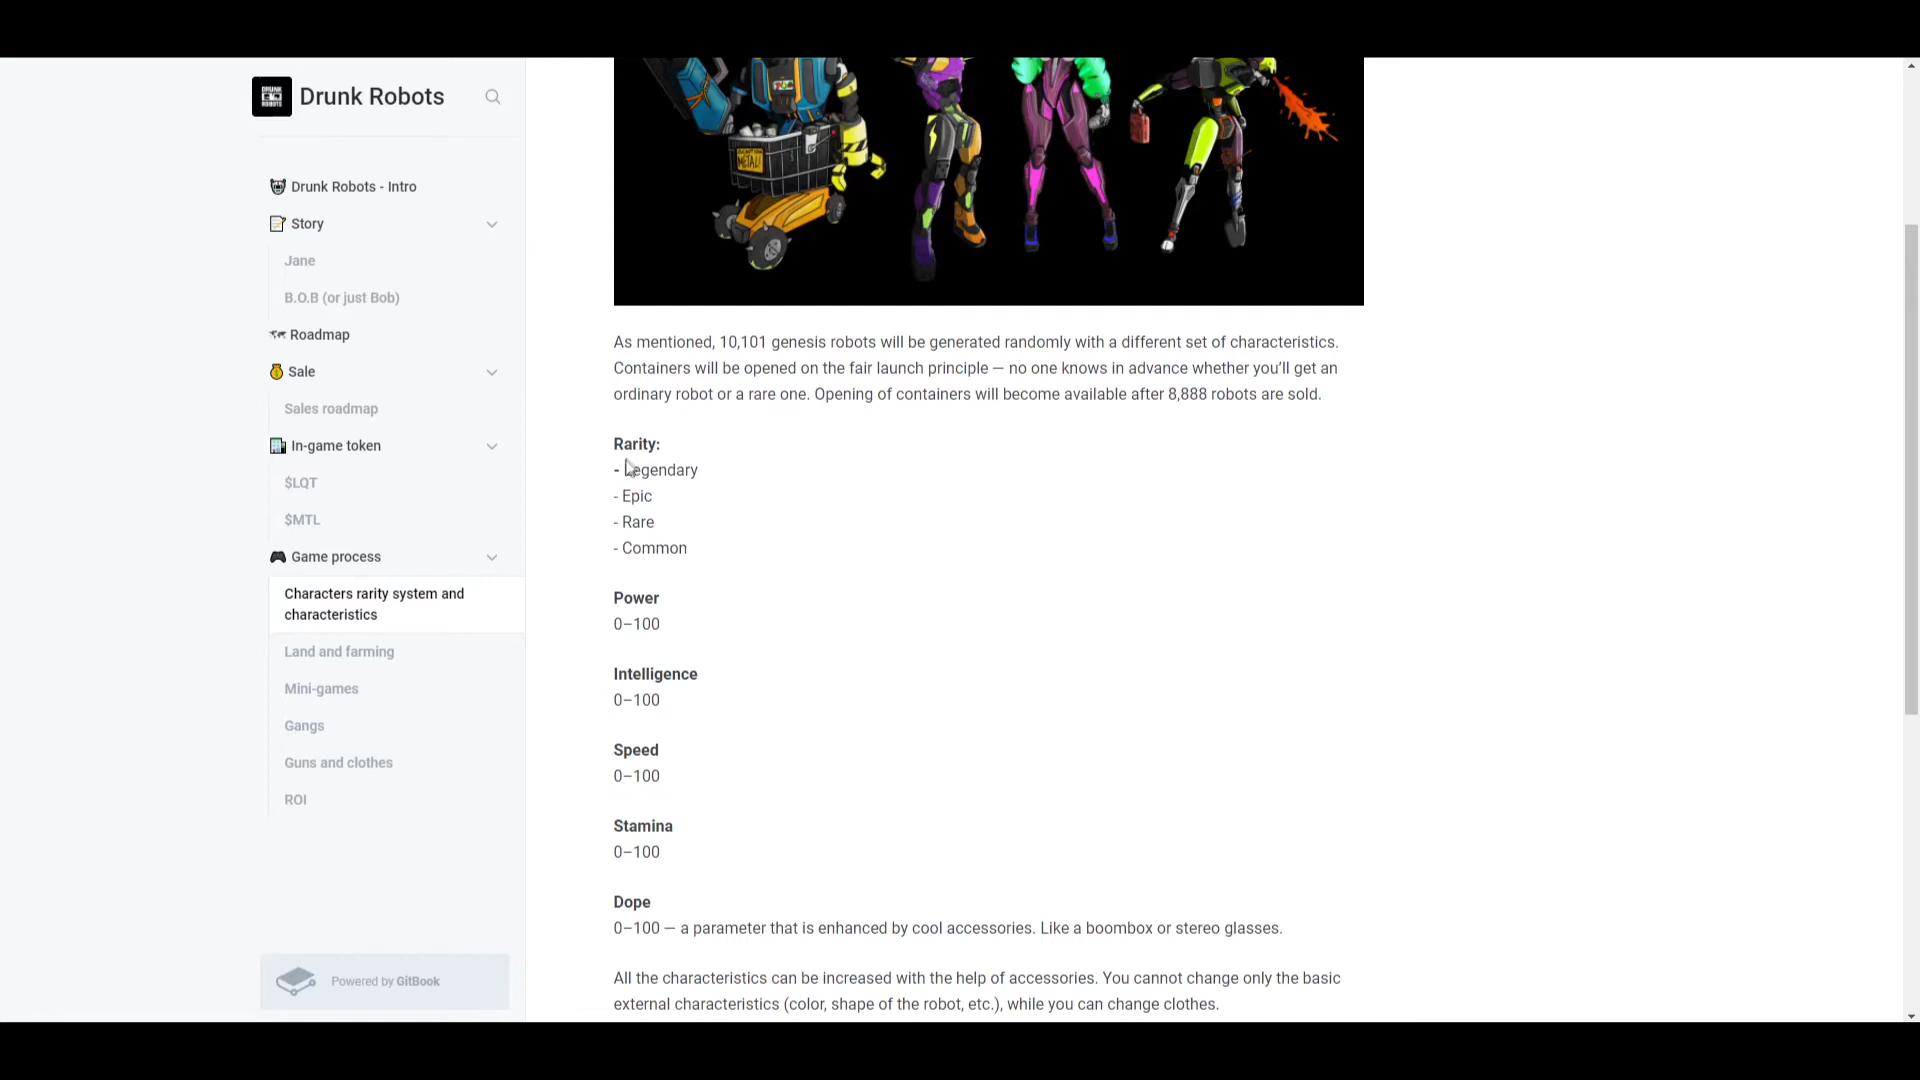 Drunk Robots
Drunk Robots - Intro
Story
Jane
B.O.B (or just Bob)
Roadmap
Sale
Sales roadmap
In-game token
$LQT
$MTL
Game process
Characters rarity system and
characteristics
Land and farming
Mini-games
Gangs
Guns and clothes
ROI
Powered by GitBook
As mentioned, 10,101 genesis robots will be generated randomly with a different set of characteristics.
Containers will be opened on the fair launch principle — no one knows in advance whether you’ll get an
ordinary robot or a rare one. Opening of containers will become available after 8,888 robots are sold.
Rarity:
- Legendary
- Epic
- Rare
- Common
Power
0–100
Intelligence
0–100
Speed
0–100
Stamina
0–100
Dope
0–100 — a parameter that is enhanced by cool accessories. Like a boombox or stereo glasses.
All the characteristics can be increased with the help of accessories. You cannot change only the basic
external characteristics (color, shape of the robot, etc.), while you can change clothes.